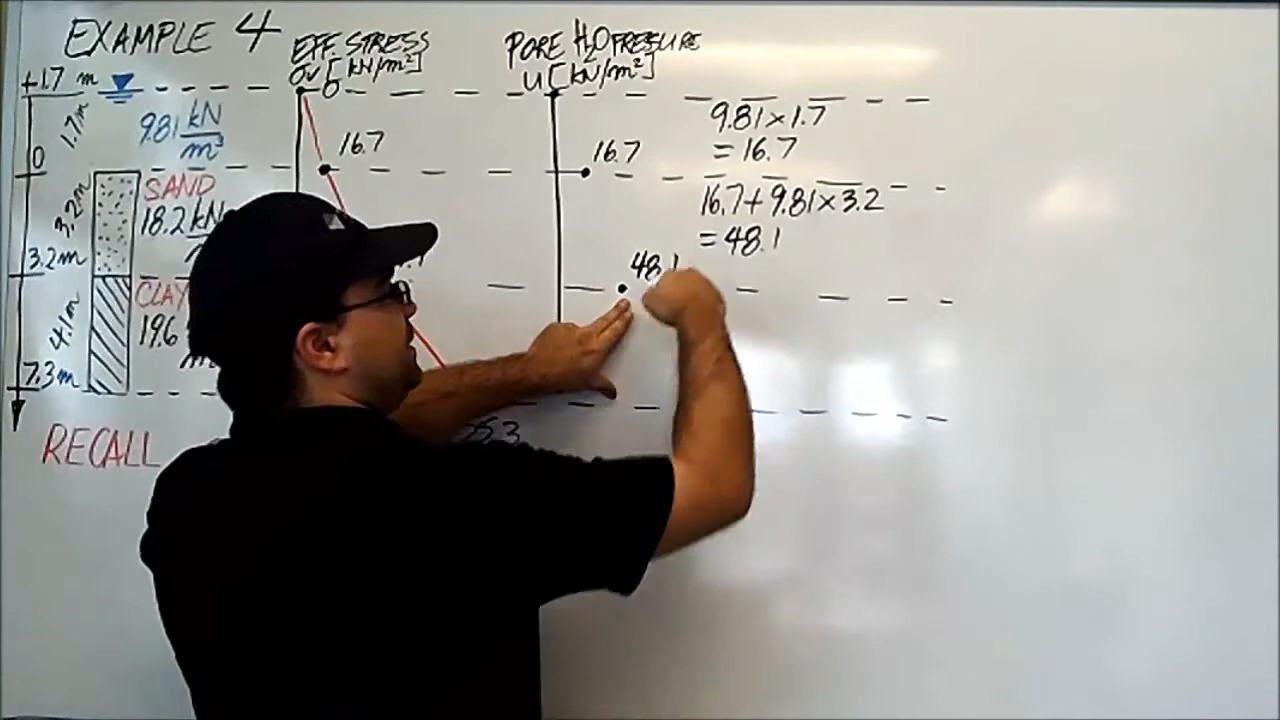 EXAMPLE 4
EFF. STRESS
σv [kN/m²]
PORE H₂O PRESSURE
u [kN/m²]
+1.7 m
0
1.7m
9.81 kN/m³
16.7
16.7
9.81×1.7
= 16.7
0
3.2m
SAND
18.2 kN
16.7+9.81×3.2
= 48.1
3.2m
48.1
CLAY
4.1m
19.6
7.3m
RECALL